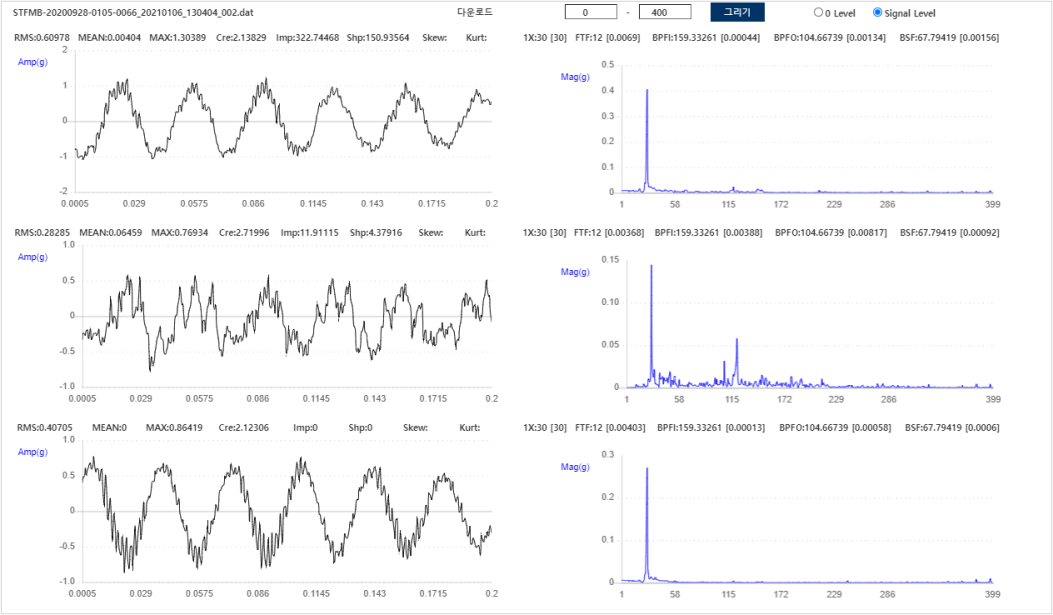 STFMB-20200928-0105-0066_20210106_130404_002.dat 다운로드 0 - 400 그리기 0 Level Signal Level
RMS:0.60978 MEAN:0.00404 MAX:1.30389 Cre:2.13829 Imp:322.74468 Shp:150.93564 Skew: Kurt:
Amp(g)
2
1
0
-1
-2
0.0005 0.029 0.0575 0.086 0.1145 0.143 0.1715 0.2
1X:30 [30] FTF:12 [0.0069] BPFI:159.33261 [0.00044] BPFO:104.66739 [0.00134] BSF:67.79419 [0.00156]
Mag(g)
0.5
0.4
0.3
0.2
0.1
0
1 58 115 172 229 286 399
RMS:0.28285 MEAN:0.06459 MAX:0.76934 Cre:2.71996 Imp:11.91115 Shp:4.37916 Skew: Kurt:
Amp(g)
1.0
0.5
0
-0.5
-1.0
0.0005 0.029 0.0575 0.086 0.1145 0.143 0.1715 0.2
1X:30 [30] FTF:12 [0.00368] BPFI:159.33261 [0.00388] BPFO:104.66739 [0.00817] BSF:67.79419 [0.00092]
Mag(g)
0.15
0.10
0.05
0
1 58 115 172 229 286 399
RMS:0.40705 MEAN:0 MAX:0.86419 Cre:2.12306 Imp:0 Shp:0 Skew: Kurt:
Amp(g)
1.0
0.5
0
-0.5
-1.0
0.0005 0.029 0.0575 0.086 0.1145 0.143 0.1715 0.2
1X:30 [30] FTF:12 [0.00403] BPFI:159.33261 [0.00013] BPFO:104.66739 [0.00058] BSF:67.79419 [0.0006]
Mag(g)
0.3
0.2
0.1
0
1 58 115 172 229 286 399